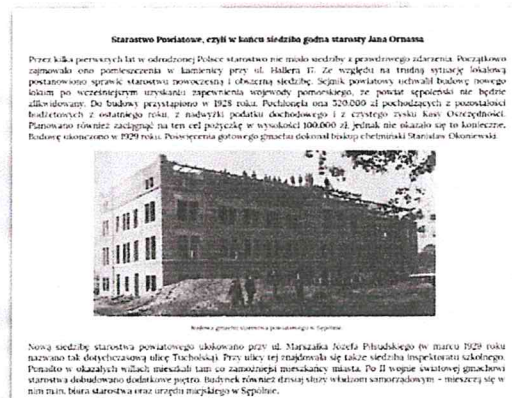 Starostwo Powiatowe, czyli w końcu siedziba godna starosty Jana Ornassa
Przez kilka pierwszych lat w odrodzonej Polsce starostwo nie miało siedziby z prawdziwego zdarzenia. Początkowo
zajmowało ono pomieszczenia w kamienicy przy ul. Hallera 17. Ze względu na trudną sytuację lokalową
postanowiono sprawić starostwu nowoczesną i obszerną siedzibę. Sejmik powiatowy uchwalił budowę nowego
lokum po wcześniejszym uzyskaniu zapewnienia wojewody pomorskiego, że powiat sępoleński nie będzie
zlikwidowany. Do budowy przystąpiono w 1928 roku. Pochłonęła ona 320.000 zł pochodzących z pozostałości
budżetowych z ostatniego roku, z nadwyżki podatku dochodowego i z czystego zysku Kasy Oszczędności.
Planowano również zaciągnąć na ten cel pożyczkę w wysokości 100.000 zł, jednak nie okazało się to konieczne.
Budowę ukończono w 1929 roku. Poświęcenia gotowego gmachu dokonał biskup chełmiński Stanisław Okoniewski.
Budowa gmachu starostwa powiatowego w Sępólnie
Nową siedzibę starostwa powiatowego ulokowano przy ul. Marszałka Józefa Piłsudskiego (w marcu 1929 roku
nazwano tak dotychczasową ulicę Tucholską). Przy ulicy tej znajdowała się także siedziba inspektoratu szkolnego.
Ponadto w okazałych willach mieszkali tam co zamożniejsi mieszkańcy miasta. Po II wojnie światowej gmachowi
starostwa dobudowano dodatkowe piętro. Budynek również dzisiaj służy władzom samorządowym – mieszczą się w
nim m.in. biura starostwa oraz urzędu miejskiego w Sępólnie.